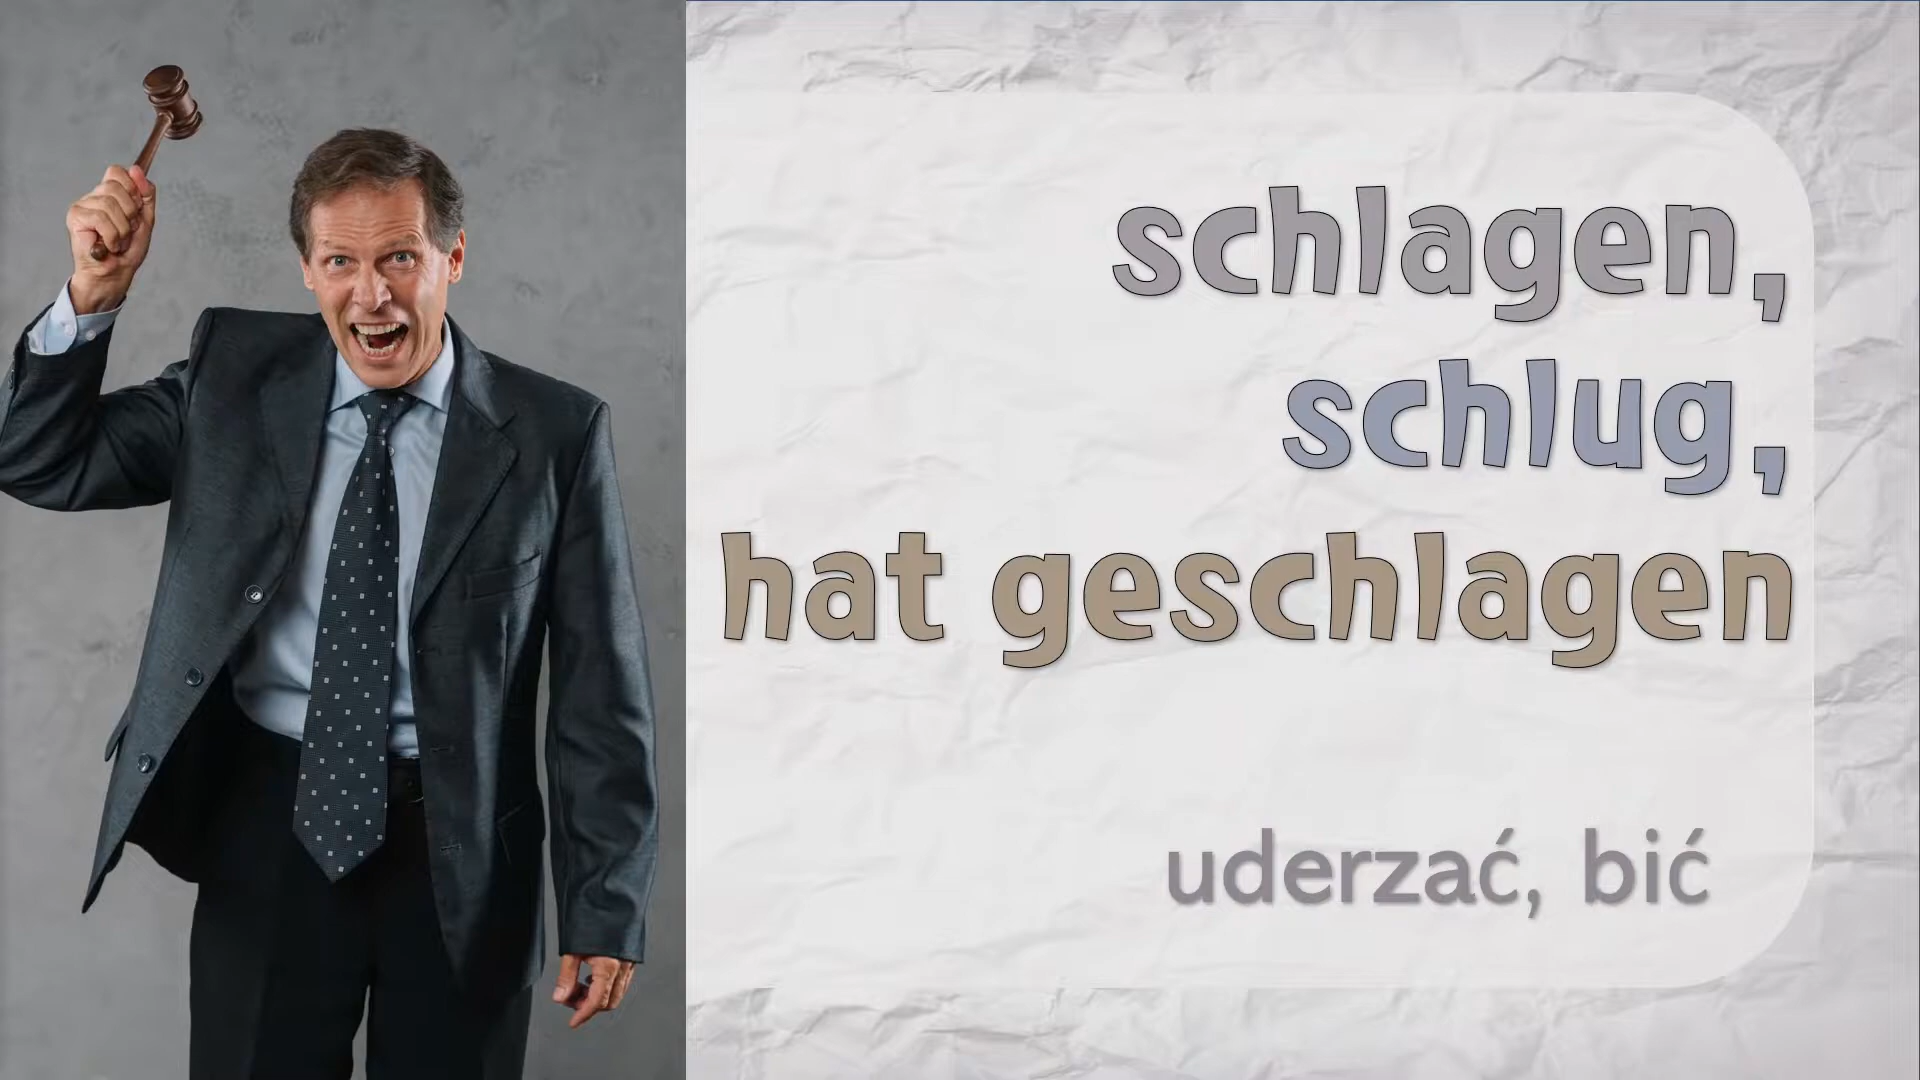 schlagen,
schlug,
hat geschlagen
uderzać, bić